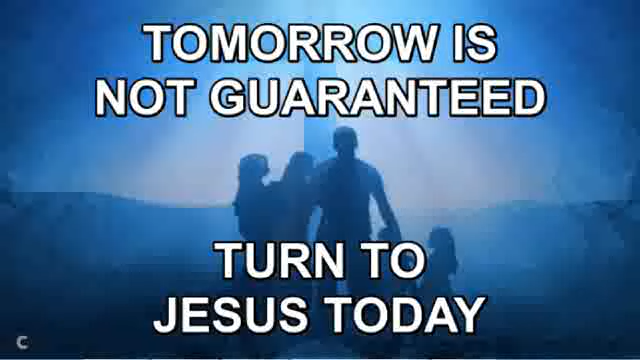 TOMORROW IS
NOT GUARANTEED
TURN TO
JESUS TODAY
C